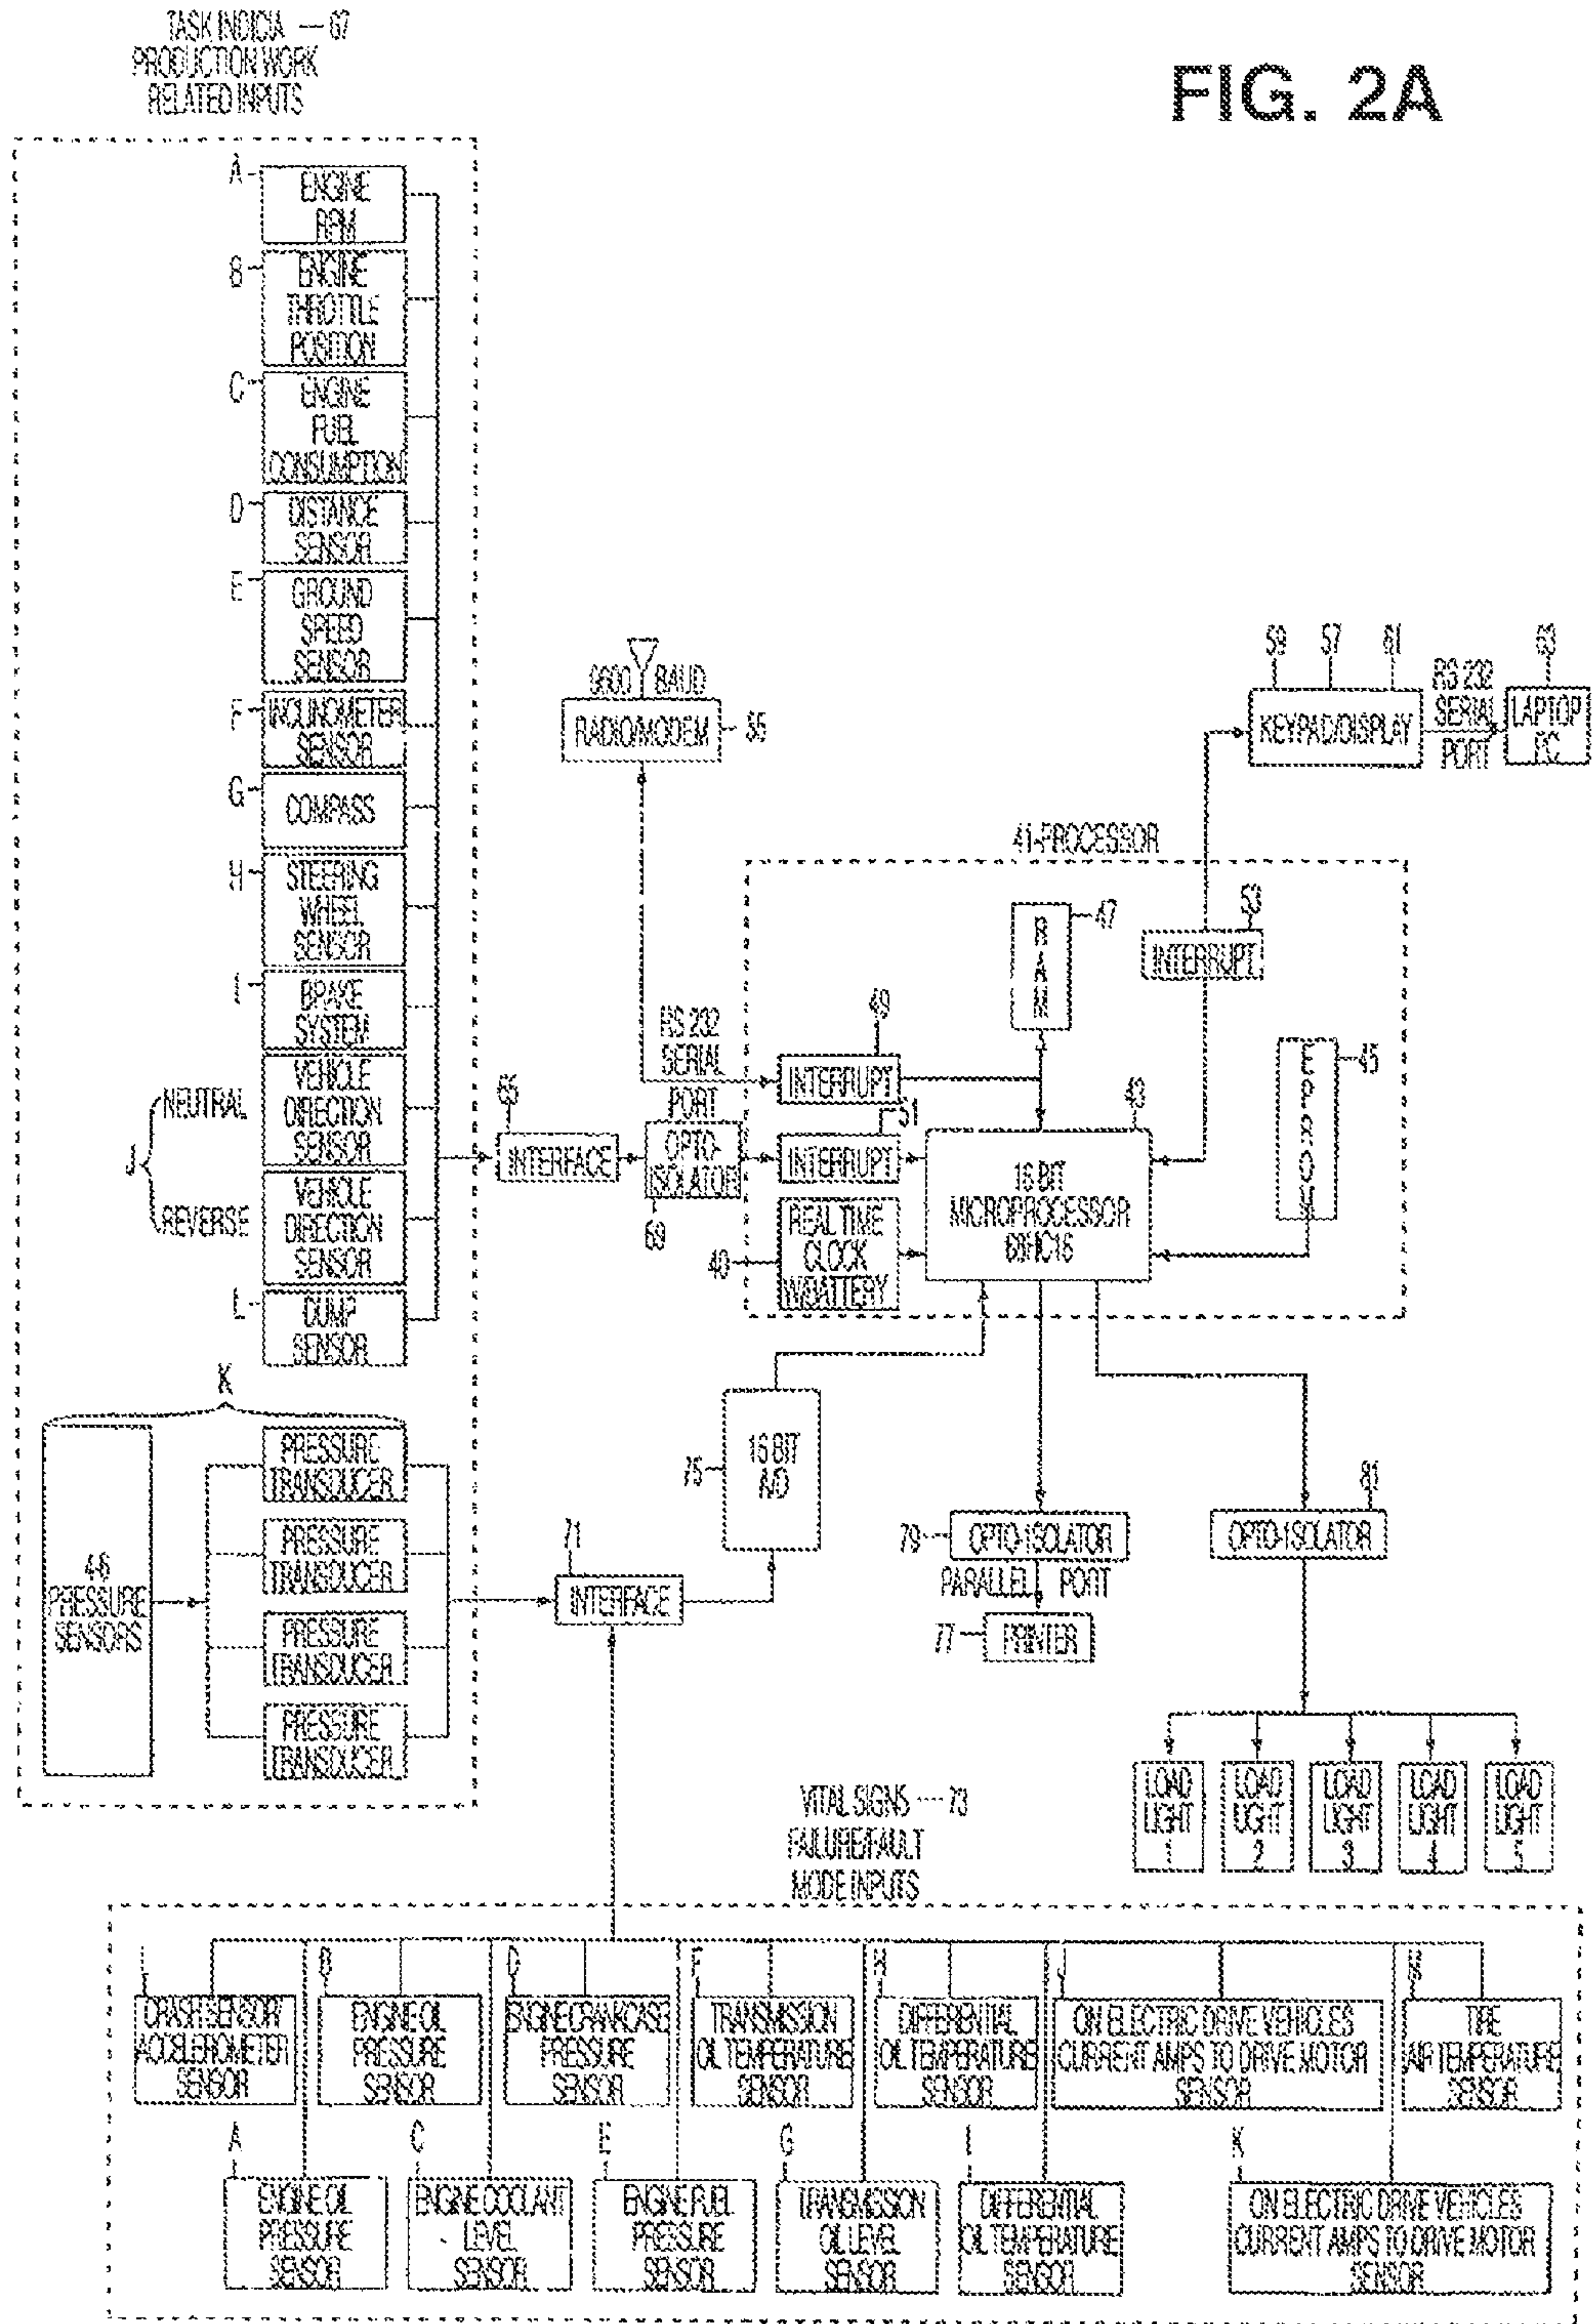 TASK INDICIA --- 67
PRODUCTION WORK
RELATED INPUTS
FIG. 2A
A
ENGINE
RPM
B
ENGINE
THROTTLE
POSITION
C
ENGINE
FUEL
CONSUMPTION
D
DISTANCE
SENSOR
E
GROUND
SPEED
SENSOR
F
INCLINOMETER
SENSOR
G
COMPASS
H
STEERING
WHEEL
SENSOR
I
BRAKE
SYSTEM
J
NEUTRAL
VEHICLE
DIRECTION
SENSOR
REVERSE
VEHICLE
DIRECTION
SENSOR
L
DUMP
SENSOR
K
4-6
PRESSURE
SENSORS
PRESSURE
TRANSDUCER
PRESSURE
TRANSDUCER
PRESSURE
TRANSDUCER
PRESSURE
TRANSDUCER
9600 BAUD
RADIO/MODEM
55
RS 232
SERIAL
PORT
65
INTERFACE
OPTO-
ISOLATOR
69
59 57 61
KEYPAD/DISPLAY
RS 232
SERIAL
PORT
63
LAPTOP
PC
41-PROCESSOR
RAM
47
53
INTERRUPT
49
INTERRUPT
51
INTERRUPT
EPROM
45
43
16 BIT
MICROPROCESSOR
68HC16
REAL TIME
CLOCK
W/BATTERY
71
INTERFACE
75
16 BIT
A/D
79
OPTO-ISOLATOR
PARALLEL PORT
77
PRINTER
81
OPTO-ISOLATOR
LOAD
LIGHT
1
LOAD
LIGHT
2
LOAD
LIGHT
3
LOAD
LIGHT
4
LOAD
LIGHT
5
VITAL SIGNS --- 73
FAILURE/FAULT
MODE INPUTS
L
CRASH SENSOR/
ACCELEROMETER
SENSOR
B
ENGINE OIL
PRESSURE
SENSOR
D
ENGINE CRANKCASE
PRESSURE
SENSOR
F
TRANSMISSION
OIL TEMPERATURE
SENSOR
H
DIFFERENTIAL
OIL TEMPERATURE
SENSOR
J
ON ELECTRIC DRIVE VEHICLES
CURRENT AMPS TO DRIVE MOTOR
SENSOR
M
TIRE
AIR TEMPERATURE
SENSOR
A
ENGINE OIL
PRESSURE
SENSOR
C
ENGINE COOLANT
LEVEL
SENSOR
E
ENGINE FUEL
PRESSURE
SENSOR
G
TRANSMISSION
OIL LEVEL
SENSOR
I
DIFFERENTIAL
OIL TEMPERATURE
SENSOR
K
ON ELECTRIC DRIVE VEHICLES
CURRENT AMPS TO DRIVE MOTOR
SENSOR